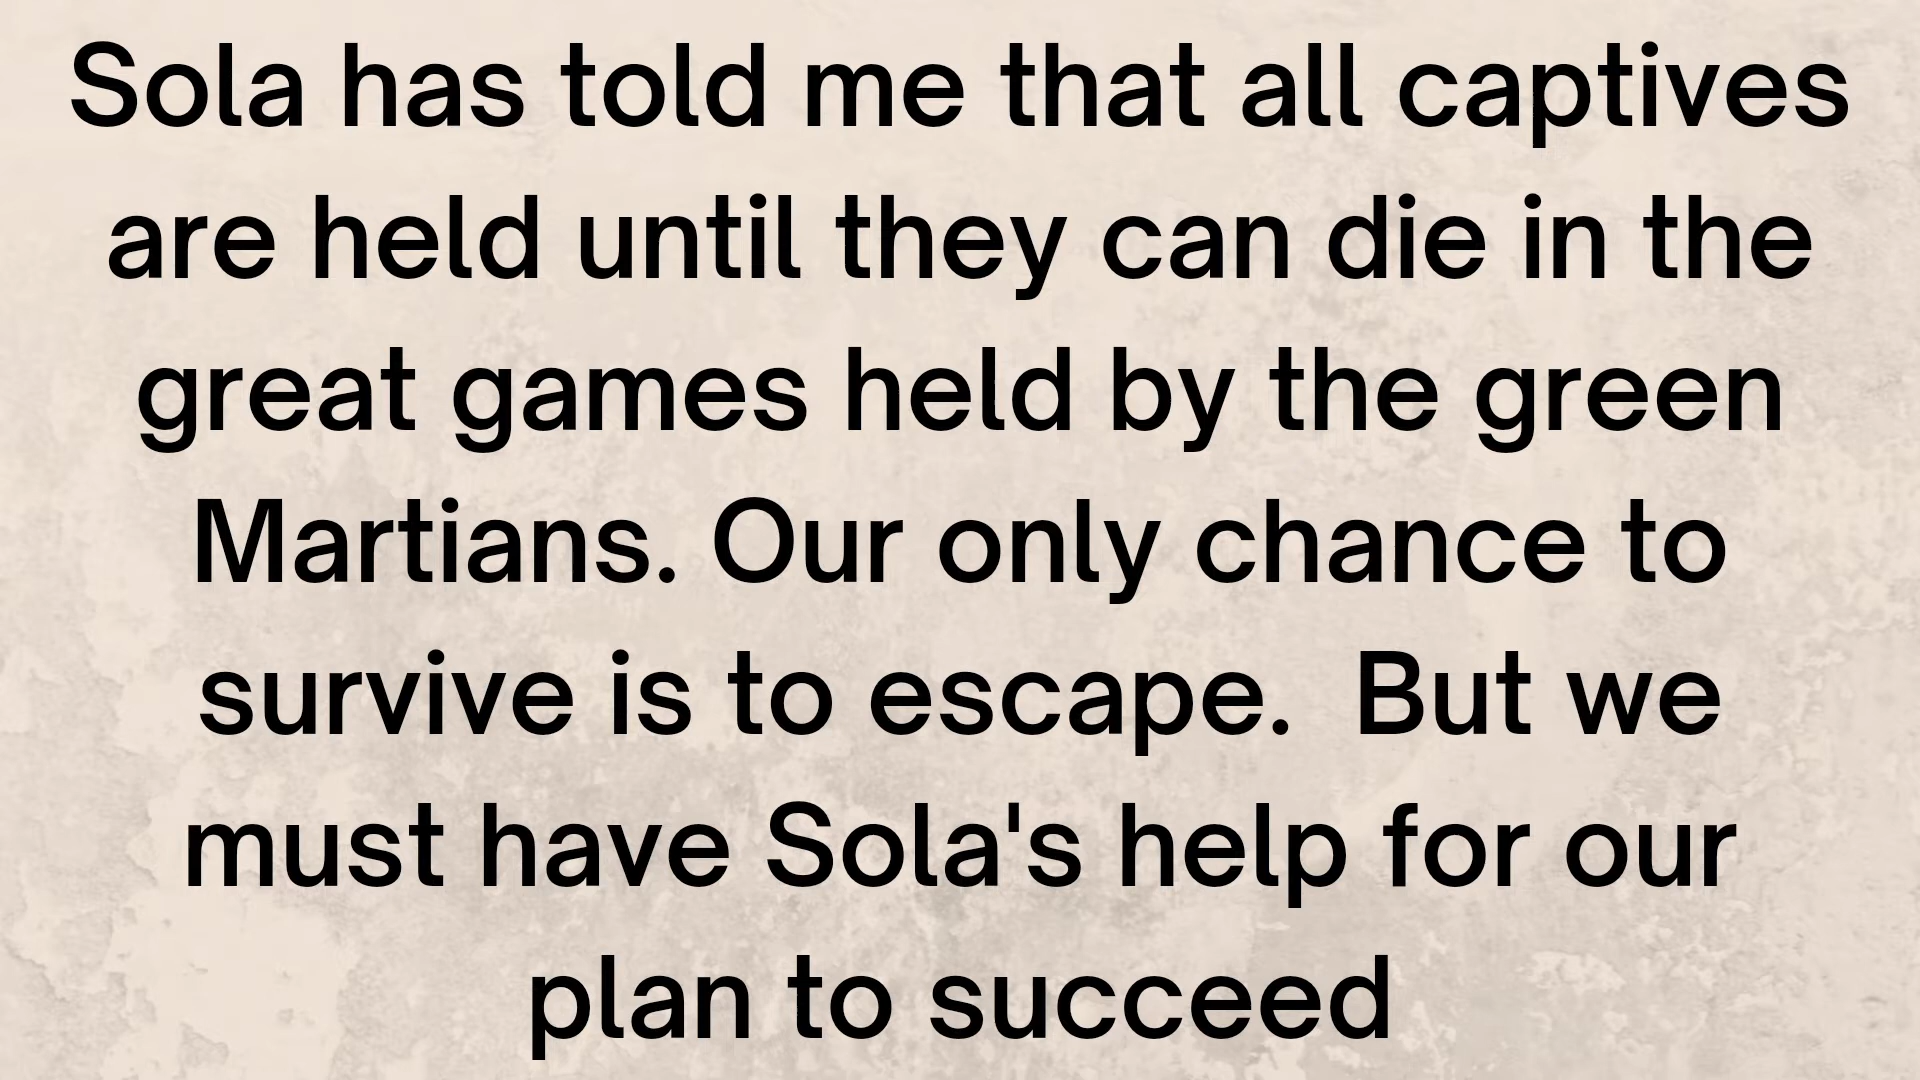 Sola has told me that all captives
are held until they can die in the
great games held by the green
Martians. Our only chance to
survive is to escape.  But we
must have Sola's help for our
plan to succeed